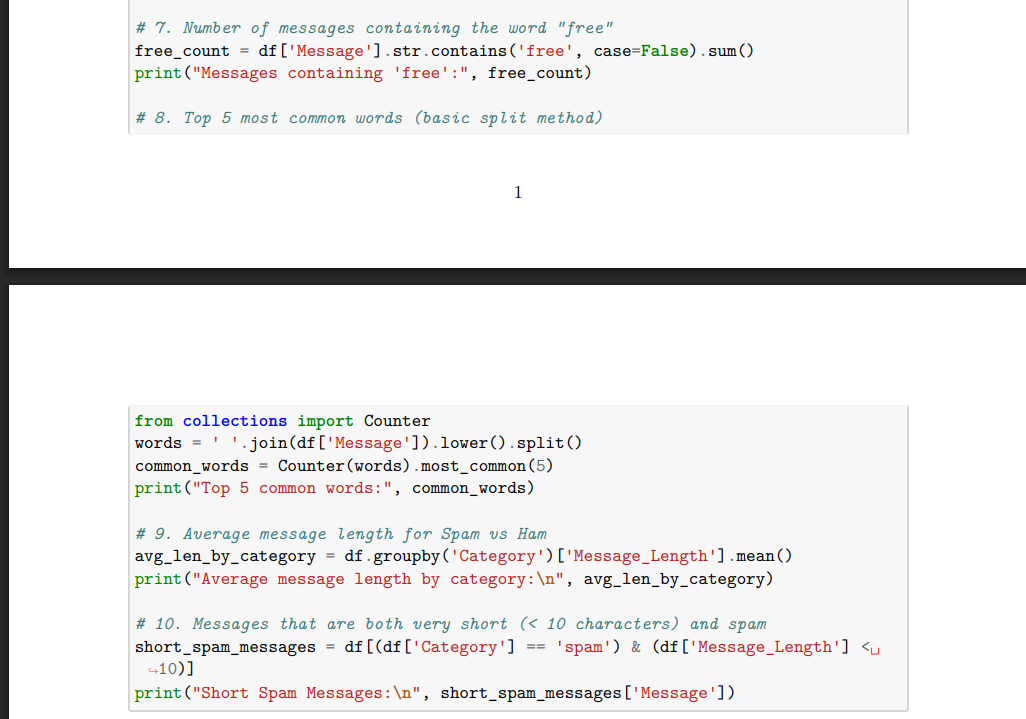 # 7. Number of messages containing the word "free"
free_count = df['Message'].str.contains('free', case=False).sum()
print("Messages containing 'free':", free_count)
# 8. Top 5 most common words (basic split method)
1
from collections import Counter
words = ' '.join(df['Message']).lower().split()
common_words = Counter(words).most_common(5)
print("Top 5 common words:", common_words)
# 9. Average message length for Spam vs Ham
avg_len_by_category = df.groupby('Category')['Message_Length'].mean()
print("Average message length by category:\n", avg_len_by_category)
# 10. Messages that are both very short (< 10 characters) and spam
short_spam_messages = df[(df['Category'] == 'spam') & (df['Message_Length'] <␣
↪10)]
print("Short Spam Messages:\n", short_spam_messages['Message'])